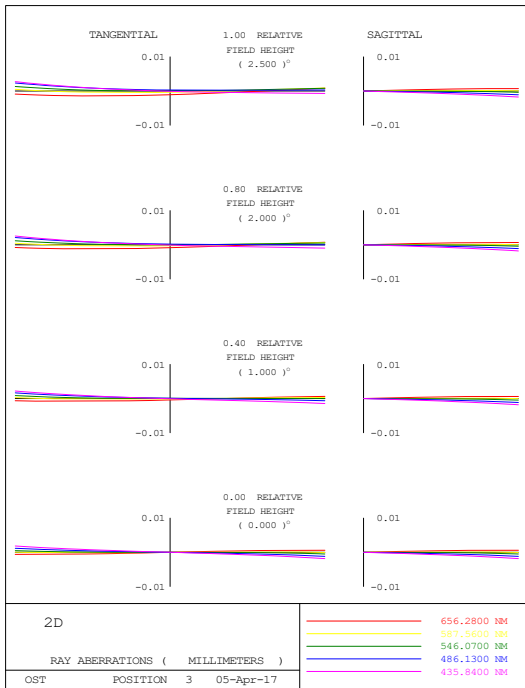 TANGENTIAL 1.00 RELATIVE SAGITTAL
FIELD HEIGHT
( 2.500 )°
0.01 0.01
-0.01 -0.01
0.80 RELATIVE
FIELD HEIGHT
( 2.000 )°
0.01 0.01
-0.01 -0.01
0.40 RELATIVE
FIELD HEIGHT
( 1.000 )°
0.01 0.01
-0.01 -0.01
0.00 RELATIVE
FIELD HEIGHT
( 0.000 )°
0.01 0.01
-0.01 -0.01
2D
RAY ABERRATIONS ( MILLIMETERS )
OST POSITION 3 05-Apr-17
656.2800 NM
NM
546.0700 NM
486.1300 NM
435.8400 NM